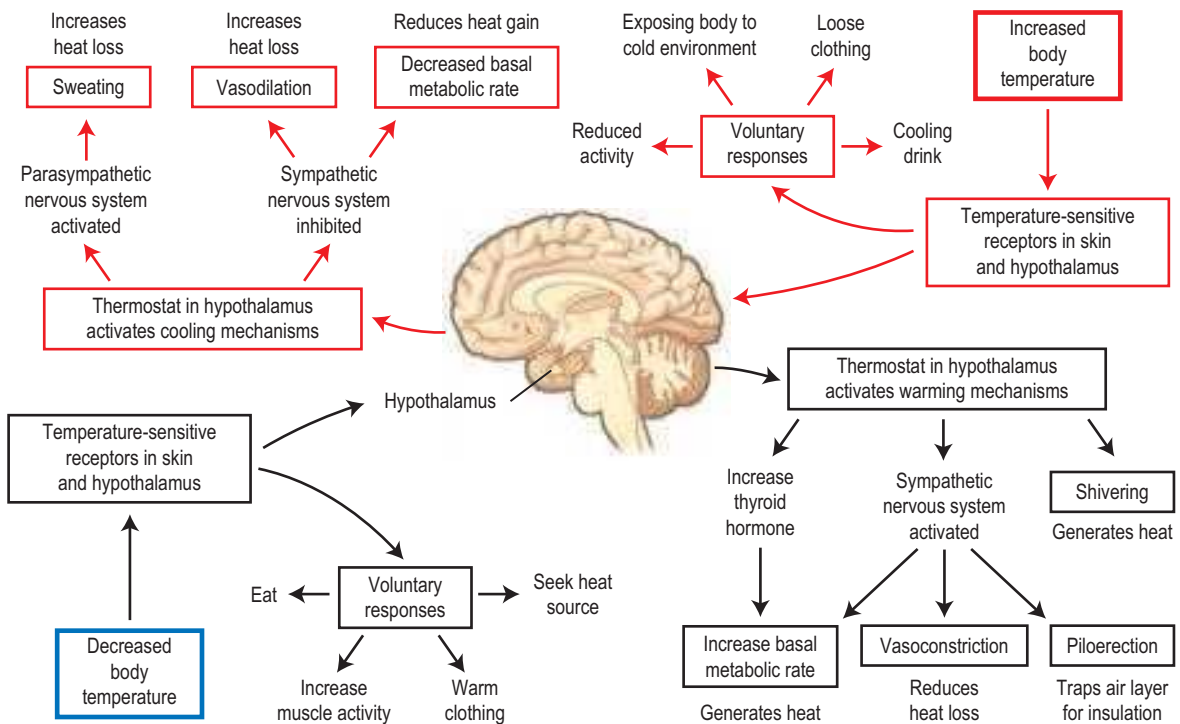 Increases
heat loss
Sweating
Parasympathetic
nervous system
activated
Increases
heat loss
Vasodilation
Reduces heat gain
Decreased basal
metabolic rate
Sympathetic
nervous system
inhibited
Thermostat in hypothalamus
activates cooling mechanisms
Exposing body to
cold environment
Loose
clothing
Reduced
activity
Voluntary
responses
Cooling
drink
Increased
body
temperature
Temperature-sensitive
receptors in skin
and hypothalamus
Hypothalamus
Thermostat in hypothalamus
activates warming mechanisms
Temperature-sensitive
receptors in skin
and hypothalamus
Increase
thyroid
hormone
Sympathetic
nervous system
activated
Shivering
Generates heat
Eat
Voluntary
responses
Seek heat
source
Decreased
body
temperature
Increase
muscle activity
Warm
clothing
Increase basal
metabolic rate
Generates heat
Vasoconstriction
Reduces
heat loss
Piloerection
Traps air layer
for insulation